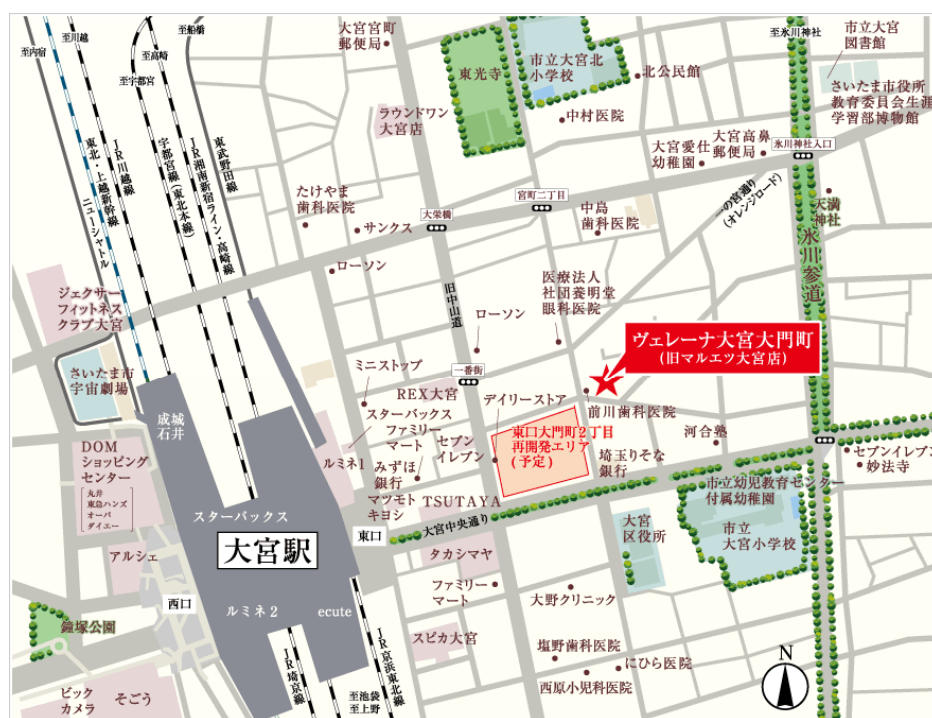 至内宿
至川越
至宇都宮
至高崎
至船橋
東北・上越新幹線
ニューシャトル
JR川越線
宇都宮線(東北本線)
JR湘南新宿ライン・高崎線
東武野田線
大宮宮町
郵便局
東光寺
市立大宮北
小学校
北公民館
中村医院
至氷川神社
市立大宮
図書館
さいたま市役所
教育委員会生涯
学習部博物館
ラウンドワン
大宮店
大宮愛仕
幼稚園
大宮高鼻
郵便局
氷川神社入口
たけやま
歯科医院
サンクス
大栄橋
宮町二丁目
中島
歯科医院
一の宮通り
(オレンジロード)
天満
神社
氷川参道
ローソン
旧中山道
医療法人
社団養明堂
眼科医院
ローソン
ジェクサー
フィットネス
クラブ大宮
さいたま市
宇宙劇場
ミニストップ
一番街
REX大宮
ヴェレーナ大宮大門町
(旧マルエツ大宮店)
デイリーストア
前川歯科医院
成城
石井
スターバックス
ファミリー
マート
セブン
イレブン
東口大門町2丁目
再開発エリア
(予定)
埼玉りそな
銀行
河合塾
セブンイレブン
妙法寺
DOM
ショッピング
センター
丸井
東急ハンズ
オーパ
ダイエー
ルミネ1
みずほ
銀行
マツモト
キヨシ
TSUTAYA
市立幼児教育センター
付属幼稚園
スターバックス
大宮駅
東口
大宮中央通り
大宮
区役所
市立
大宮小学校
アルシェ
タカシマヤ
西口
ルミネ2
ecute
ファミリー
マート
大野クリニック
鐘塚公園
スピカ大宮
塩野歯科医院
にひら医院
西原小児科医院
JR埼京線
JR京浜東北線
至池袋
至上野
ビック
カメラ
そごう
N